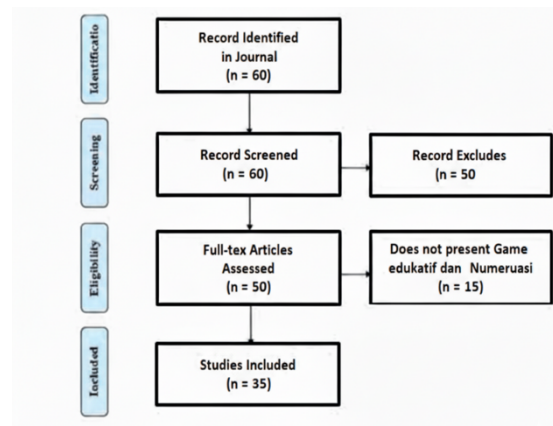 Identificatio
Record Identified
in Journal
(n = 60)
Screening
Record Screened
(n = 60)
Record Excludes
(n = 50
Eligibility
Full-tex Articles
Assessed
(n = 50)
Does not present Game
edukatif dan Numeruasi
(n = 15)
Included
Studies Included
(n = 35)